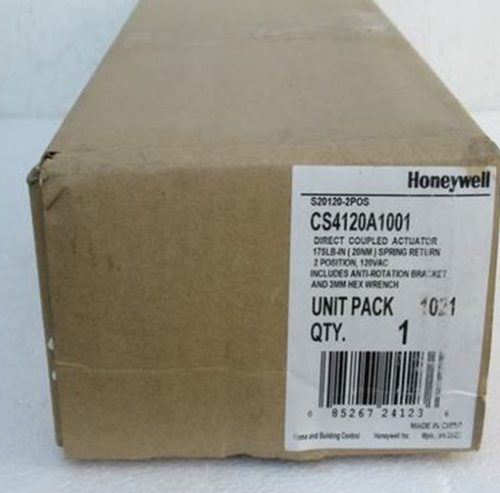 Honeywell
S20120-2POS
CS4120A1001
DIRECT COUPLED ACTUATOR
175LB-IN ( 20NM ) SPRING RETURN
2 POSITION, 120VAC
INCLUDES ANTI-ROTATION BRACKET
AND 3MM HEX WRENCH
UNIT PACK 1021
QTY. 1
0 85267 24123 6
MADE IN
Home and Building Control Honeywell Inc.